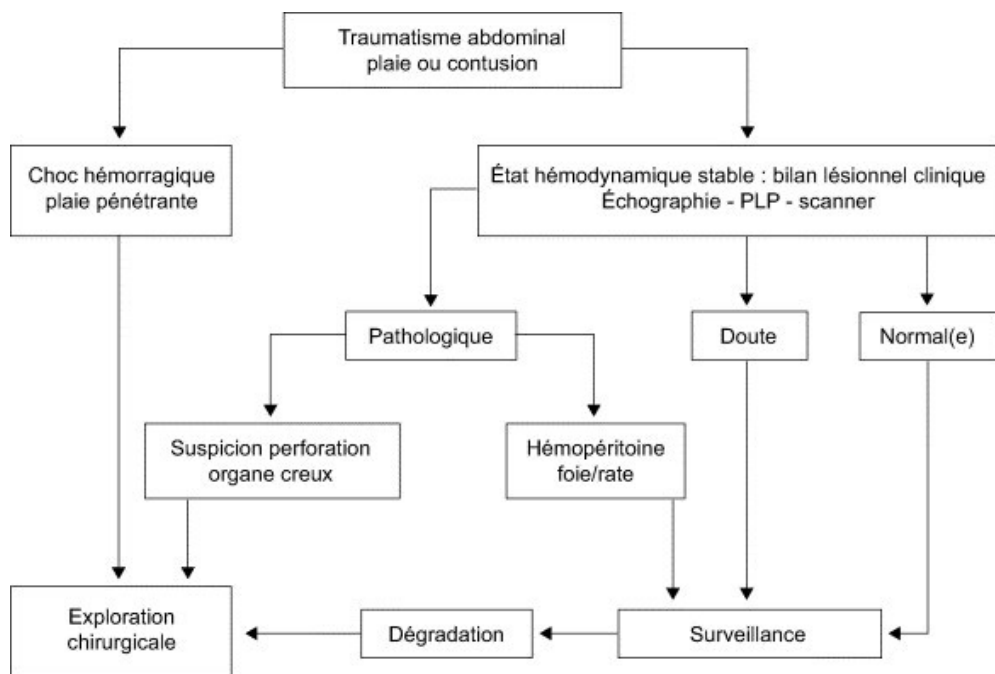 Traumatisme abdominal
plaie ou contusion
Choc hémorragique
plaie pénétrante
État hémodynamique stable : bilan lésionnel clinique
Échographie - PLP - scanner
Pathologique
Doute
Normal(e)
Suspicion perforation
organe creux
Hémopéritoine
foie/rate
Exploration
chirurgicale
Dégradation
Surveillance